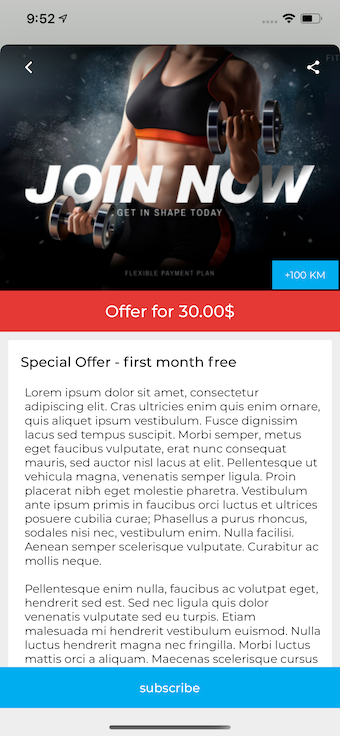 9:52
FIT
JOIN NOW
GET IN SHAPE TODAY
FLEXIBLE PAYMENT PLAN
+100 KM
Offer for 30.00$
Special Offer - first month free
Lorem ipsum dolor sit amet, consectetur
adipiscing elit. Cras ultricies enim quis enim ornare,
quis aliquet ipsum vestibulum. Fusce dignissim
lacus sed tempus suscipit. Morbi semper, metus
eget faucibus vulputate, erat nunc consequat
mauris, sed auctor nisl lacus at elit. Pellentesque ut
vehicula magna, venenatis semper ligula. Proin
placerat nibh eget molestie pharetra. Vestibulum
ante ipsum primis in faucibus orci luctus et ultrices
posuere cubilia curae; Phasellus a purus rhoncus,
sodales nisi nec, vestibulum enim. Nulla facilisi.
Aenean semper scelerisque vulputate. Curabitur ac
mollis neque.
Pellentesque enim nulla, faucibus ac volutpat eget,
hendrerit sed est. Sed nec ligula quis dolor
venenatis vulputate sed eu turpis. Etiam
malesuada mi hendrerit vestibulum euismod. Nulla
luctus hendrerit magna nec fringilla. Morbi luctus
mattis orci a aliquam. Maecenas scelerisque cursus
subscribe